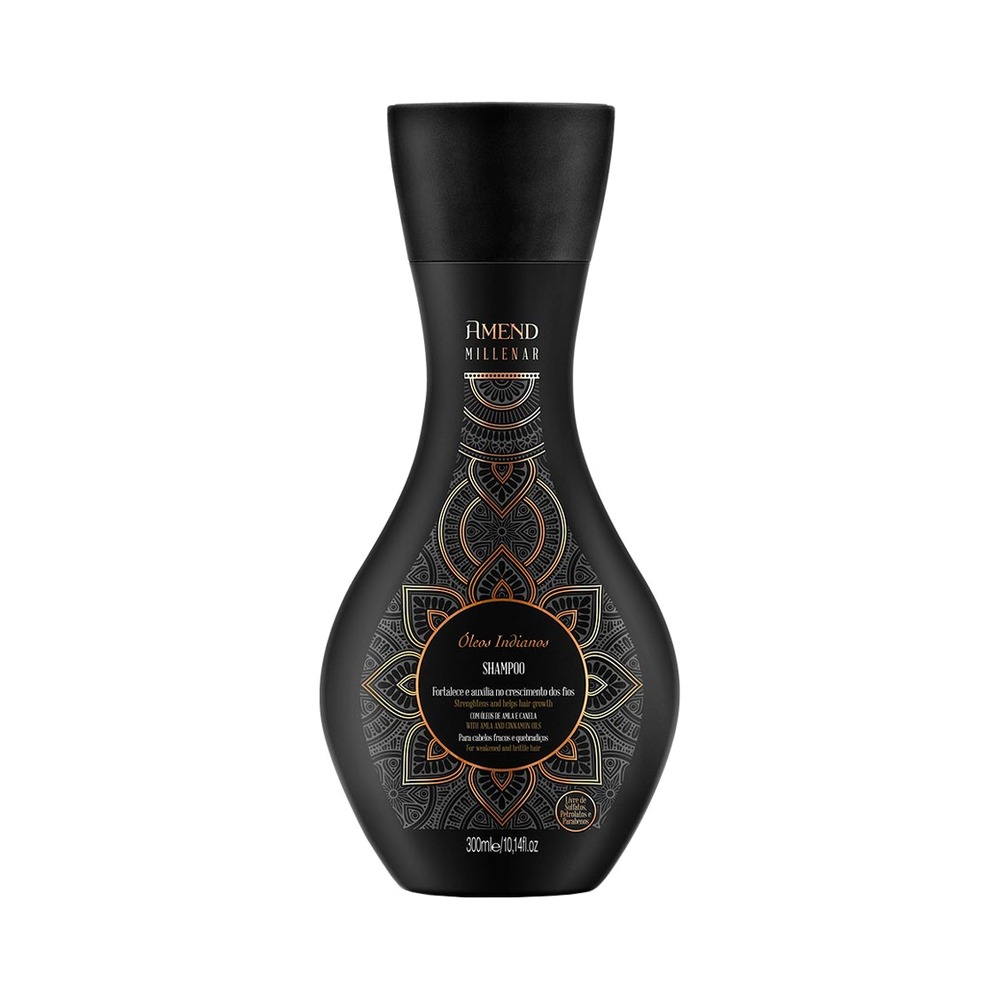 AMEND
MILLENAR
Óleos Indianos
SHAMPOO
Fortalece e auxilia no crescimento dos fios
Strenghtens and helps hair growth
COM ÓLEOS DE AMLA E CANELA
WITH AMLA AND CINNAMON OILS
Para cabelos fracos e quebradiços
For weakened and brittle hair
Livre de
Sulfatos,
Petrolatos e
Parabenos
300ml℮/10,14fl.oz